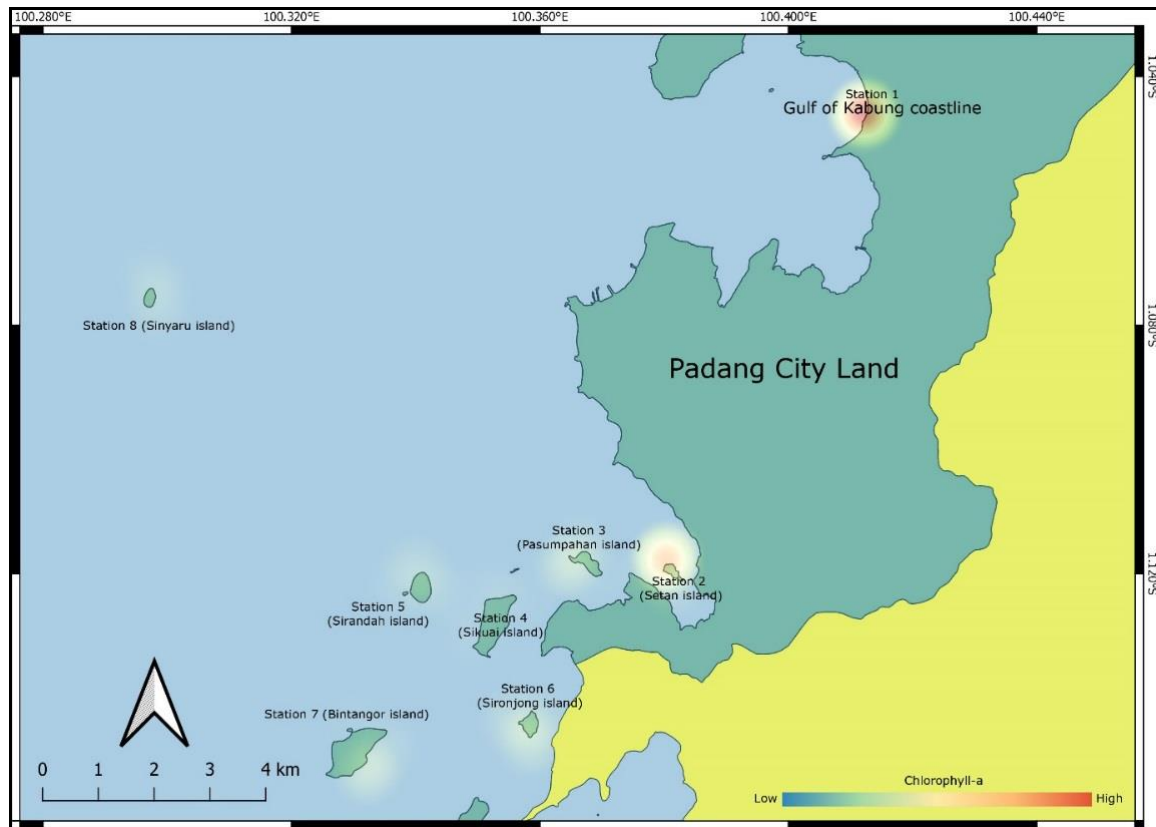 100.280°E 100.320°E 100.360°E 100.400°E 100.440°E
1.040°S
Station 1
Gulf of Kabung coastline
Station 8 (Sinyaru island)
1.080°S
Padang City Land
Station 3
(Pasumpahan island)
1.120°S
Station 2
(Setan island)
Station 5
(Sirandah island)
Station 4
(Sikuai island)
Station 6
(Sironjong island)
Station 7 (Bintangor island)
0 1 2 3 4 km
Chlorophyll-a
Low High